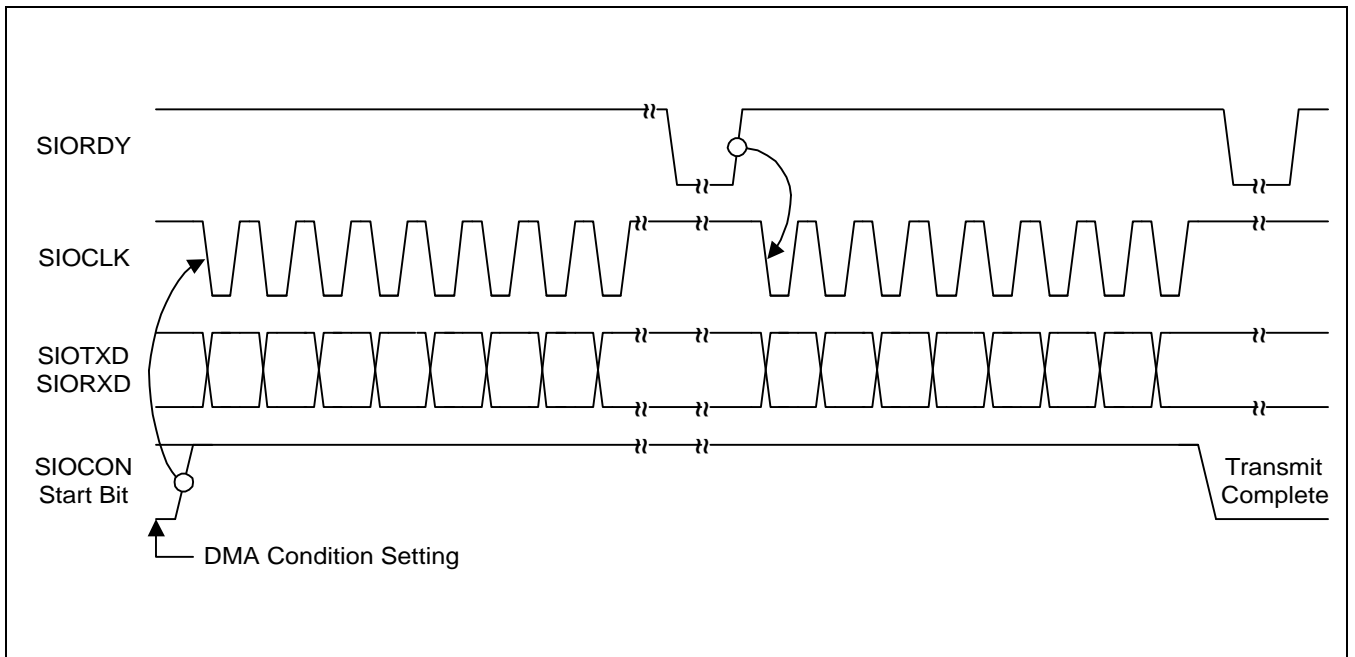 SIORDY
SIOCLK
SIOTXD
SIORXD
SIOCON
Start Bit
Transmit
Complete
DMA Condition Setting